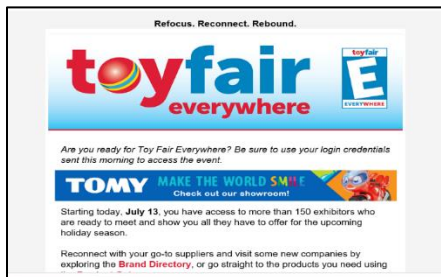 Refocus. Reconnect. Rebound.
toyfair
everywhere
toyfair
E
EVERYWHERE
Are you ready for Toy Fair Everywhere? Be sure to use your login credentials
sent this morning to access the event.
TOMY MAKE THE WORLD SMILE
Check out our showroom!
Starting today, July 13, you have access to more than 150 exhibitors who
are ready to meet and show you all they have to offer for the upcoming
holiday season.
Reconnect with your go-to suppliers and visit some new companies by
exploring the Brand Directory, or go straight to the products you need using